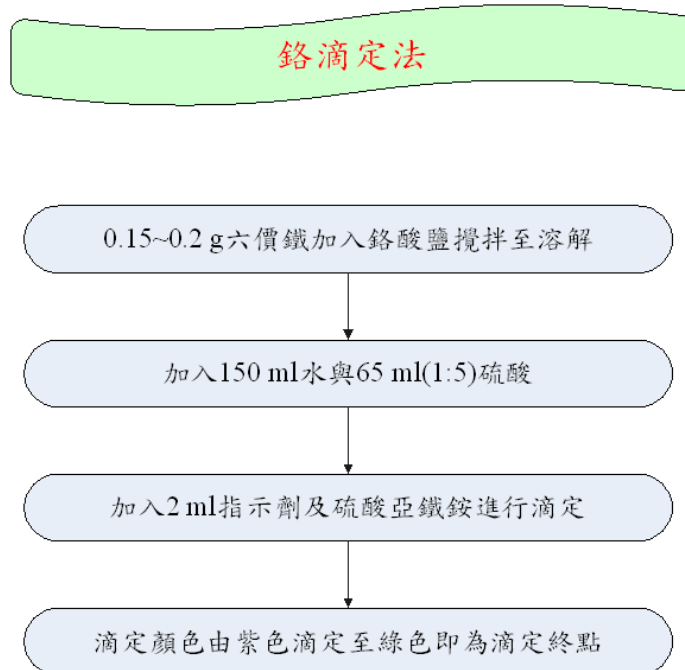 鉻滴定法
0.15~0.2 g六價鐵加入鉻酸鹽攪拌至溶解
加入150 ml水與65 ml(1:5)硫酸
加入2 ml指示劑及硫酸亞鐵銨進行滴定
滴定顏色由紫色滴定至綠色即為滴定終點